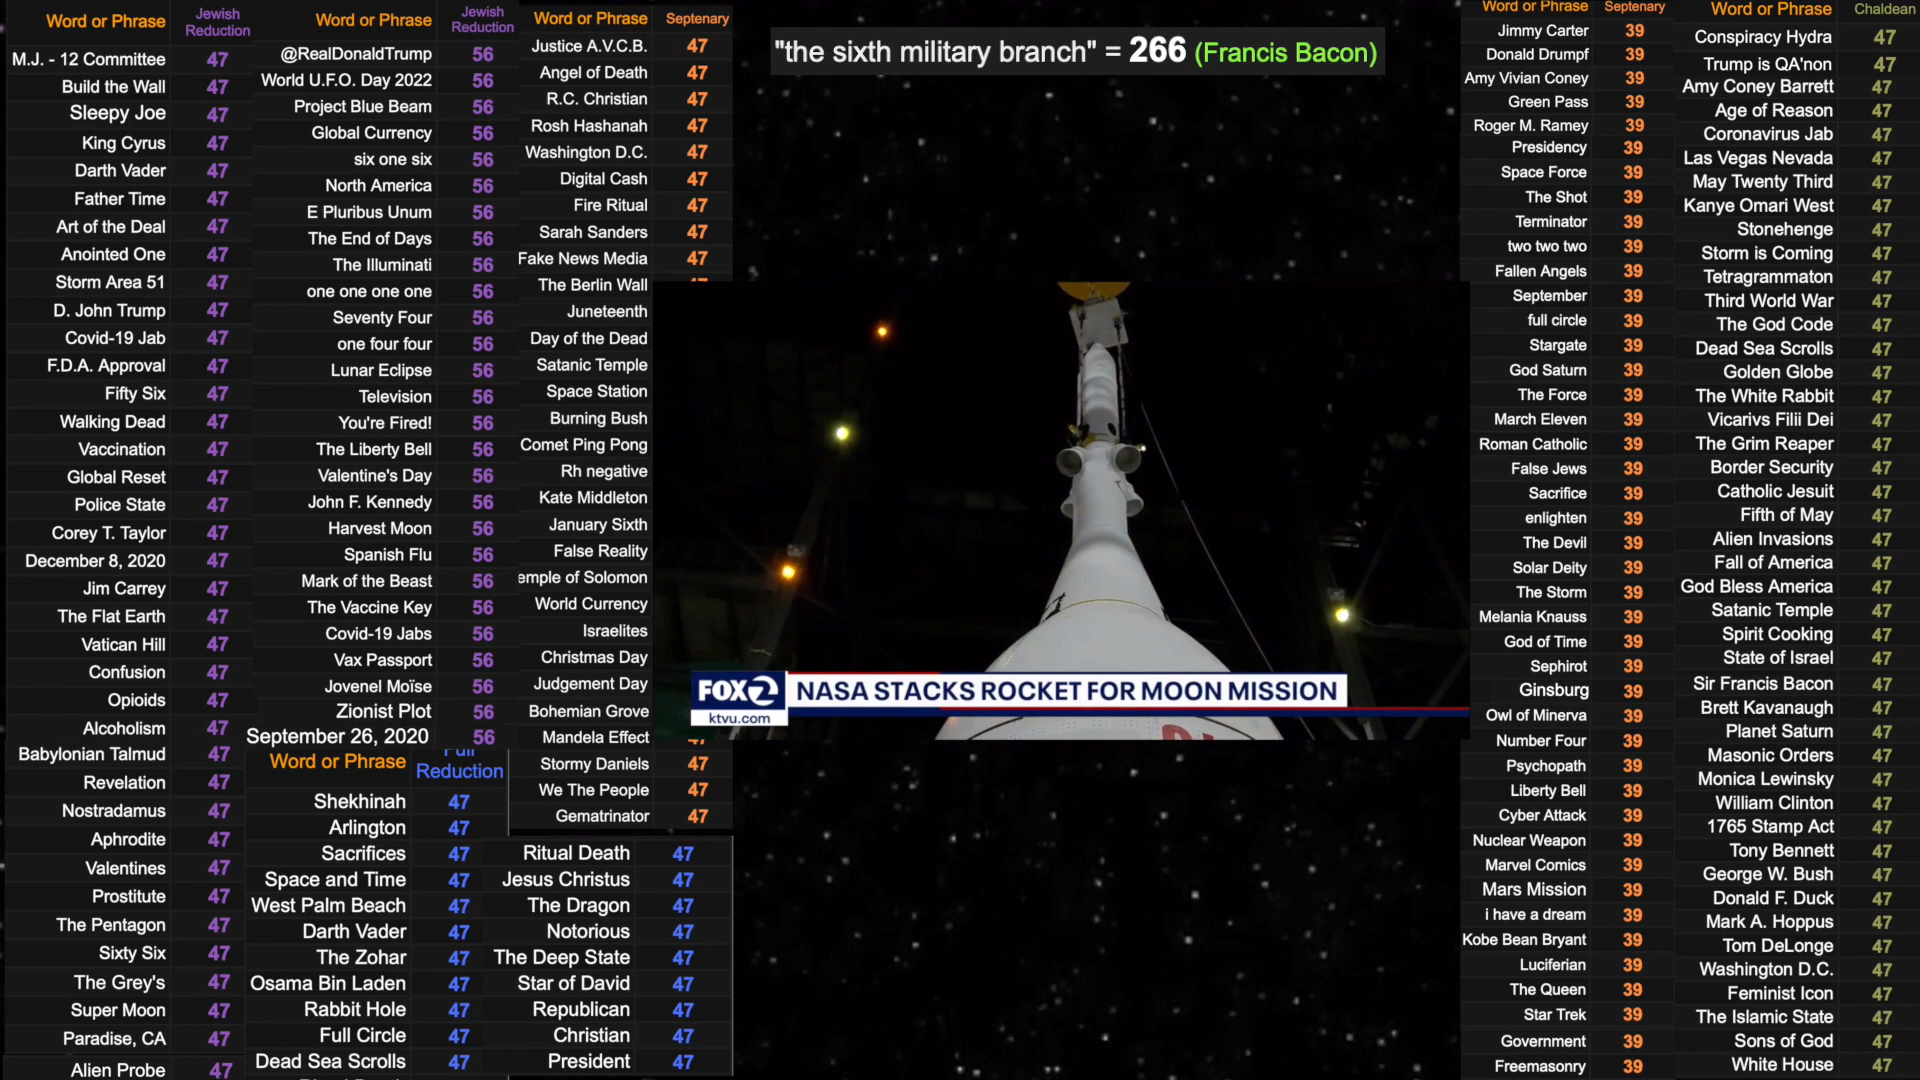 Word or Phrase Jewish Reduction
M.J. - 12 Committee 47
Build the Wall 47
Sleepy Joe 47
King Cyrus 47
Darth Vader 47
Father Time 47
Art of the Deal 47
Anointed One 47
Storm Area 51 47
D. John Trump 47
Covid-19 Jab 47
F.D.A. Approval 47
Fifty Six 47
Walking Dead 47
Vaccination 47
Global Reset 47
Police State 47
Corey T. Taylor 47
December 8, 2020 47
Jim Carrey 47
The Flat Earth 47
Vatican Hill 47
Confusion 47
Opioids 47
Alcoholism 47
Babylonian Talmud 47
Revelation 47
Nostradamus 47
Aphrodite 47
Valentines 47
Prostitute 47
The Pentagon 47
Sixty Six 47
The Grey's 47
Super Moon 47
Paradise, CA 47
Alien Probe 47
Word or Phrase Jewish Reduction
@RealDonaldTrump 56
World U.F.O. Day 2022 56
Project Blue Beam 56
Global Currency 56
six one six 56
North America 56
E Pluribus Unum 56
The End of Days 56
The Illuminati 56
one one one one 56
Seventy Four 56
one four four 56
Lunar Eclipse 56
Television 56
You're Fired! 56
The Liberty Bell 56
Valentine's Day 56
John F. Kennedy 56
Harvest Moon 56
Spanish Flu 56
Mark of the Beast 56
The Vaccine Key 56
Covid-19 Jabs 56
Vax Passport 56
Jovenel Moïse 56
Zionist Plot 56
September 26, 2020 56
Word or Phrase Full Reduction
Shekhinah 47
Arlington 47
Sacrifices 47
Space and Time 47
West Palm Beach 47
Darth Vader 47
The Zohar 47
Osama Bin Laden 47
Rabbit Hole 47
Full Circle 47
Dead Sea Scrolls 47
Word or Phrase Septenary
Justice A.V.C.B. 47
Angel of Death 47
R.C. Christian 47
Rosh Hashanah 47
Washington D.C. 47
Digital Cash 47
Fire Ritual 47
Sarah Sanders 47
Fake News Media 47
The Berlin Wall
Juneteenth
Day of the Dead
Satanic Temple
Space Station
Burning Bush
Comet Ping Pong
Rh negative
Kate Middleton
January Sixth
False Reality
emple of Solomon
World Currency
Israelites
Christmas Day
Judgement Day
Bohemian Grove
Mandela Effect 47
Stormy Daniels 47
We The People 47
Gematrinator 47
Ritual Death 47
Jesus Christus 47
The Dragon 47
Notorious 47
The Deep State 47
Star of David 47
Republican 47
Christian 47
President 47
"the sixth military branch" = 266 (Francis Bacon)
FOX 2 NASA STACKS ROCKET FOR MOON MISSION
ktvu.com
Word or Phrase Septenary
Jimmy Carter 39
Donald Drumpf 39
Amy Vivian Coney 39
Green Pass 39
Roger M. Ramey 39
Presidency 39
Space Force 39
The Shot 39
Terminator 39
two two two 39
Fallen Angels 39
September 39
full circle 39
Stargate 39
God Saturn 39
The Force 39
March Eleven 39
Roman Catholic 39
False Jews 39
Sacrifice 39
enlighten 39
The Devil 39
Solar Deity 39
The Storm 39
Melania Knauss 39
God of Time 39
Sephirot 39
Ginsburg 39
Owl of Minerva 39
Number Four 39
Psychopath 39
Liberty Bell 39
Cyber Attack 39
Nuclear Weapon 39
Marvel Comics 39
Mars Mission 39
i have a dream 39
Kobe Bean Bryant 39
Luciferian 39
The Queen 39
Star Trek 39
Government 39
Freemasonry 39
Word or Phrase Chaldean
Conspiracy Hydra 47
Trump is QA'non 47
Amy Coney Barrett 47
Age of Reason 47
Coronavirus Jab 47
Las Vegas Nevada 47
May Twenty Third 47
Kanye Omari West 47
Stonehenge 47
Storm is Coming 47
Tetragrammaton 47
Third World War 47
The God Code 47
Dead Sea Scrolls 47
Golden Globe 47
The White Rabbit 47
Vicarivs Filii Dei 47
The Grim Reaper 47
Border Security 47
Catholic Jesuit 47
Fifth of May 47
Alien Invasions 47
Fall of America 47
God Bless America 47
Satanic Temple 47
Spirit Cooking 47
State of Israel 47
Sir Francis Bacon 47
Brett Kavanaugh 47
Planet Saturn 47
Masonic Orders 47
Monica Lewinsky 47
William Clinton 47
1765 Stamp Act 47
Tony Bennett 47
George W. Bush 47
Donald F. Duck 47
Mark A. Hoppus 47
Tom DeLonge 47
Washington D.C. 47
Feminist Icon 47
The Islamic State 47
Sons of God 47
White House 47